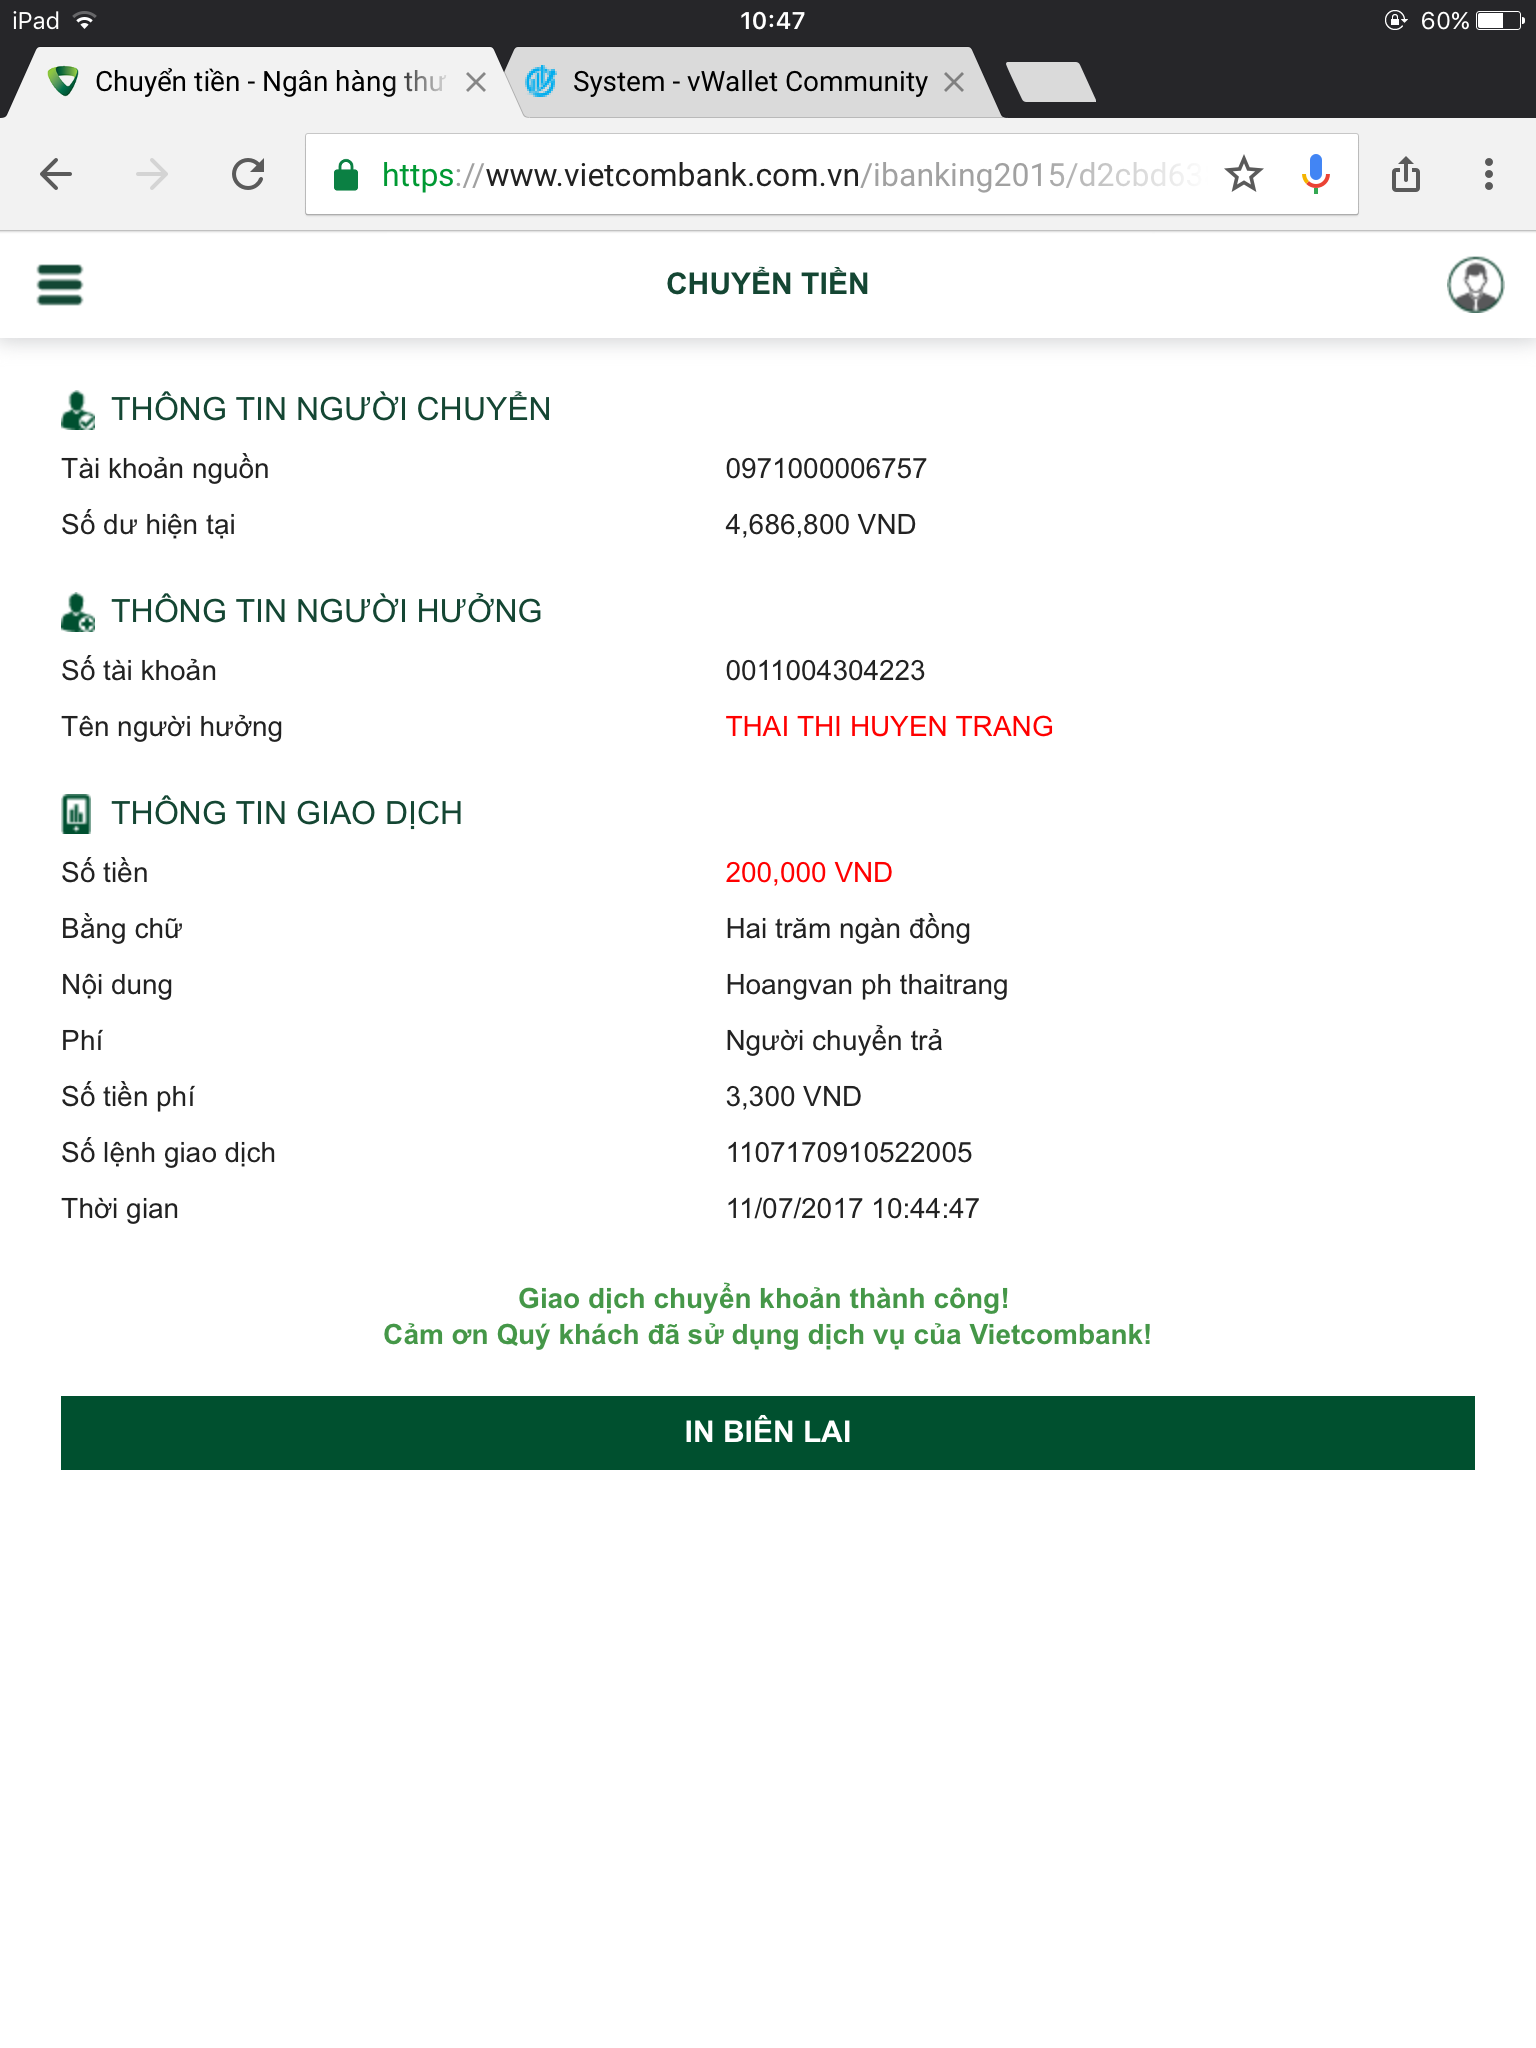 iPad 10:47 60%
Chuyển tiền - Ngân hàng thư System - vWallet Community
https://www.vietcombank.com.vn/ibanking2015/d2cbd63
CHUYỂN TIỀN
THÔNG TIN NGƯỜI CHUYỂN
Tài khoản nguồn 0971000006757
Số dư hiện tại 4,686,800 VND
THÔNG TIN NGƯỜI HƯỞNG
Số tài khoản 0011004304223
Tên người hưởng THAI THI HUYEN TRANG
THÔNG TIN GIAO DỊCH
Số tiền 200,000 VND
Bằng chữ Hai trăm ngàn đồng
Nội dung Hoangvan ph thaitrang
Phí Người chuyển trả
Số tiền phí 3,300 VND
Số lệnh giao dịch 1107170910522005
Thời gian 11/07/2017 10:44:47
Giao dịch chuyển khoản thành công!
Cảm ơn Quý khách đã sử dụng dịch vụ của Vietcombank!
IN BIÊN LAI